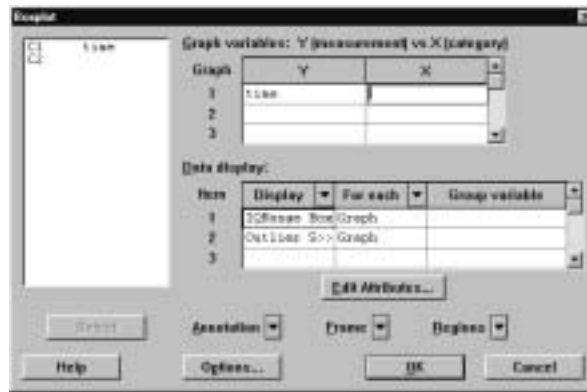 Boxplot
C1 time
C2
Graph variables: Y (measurement) vs X (category)
Graph Y X
1 time
2
3
Data display:
Item Display For each Group variable
1 IQRange Box Graph
2 Outlier S>> Graph
3
Edit Attributes...
Select
Annotation Frame Regions
Help Options... OK Cancel